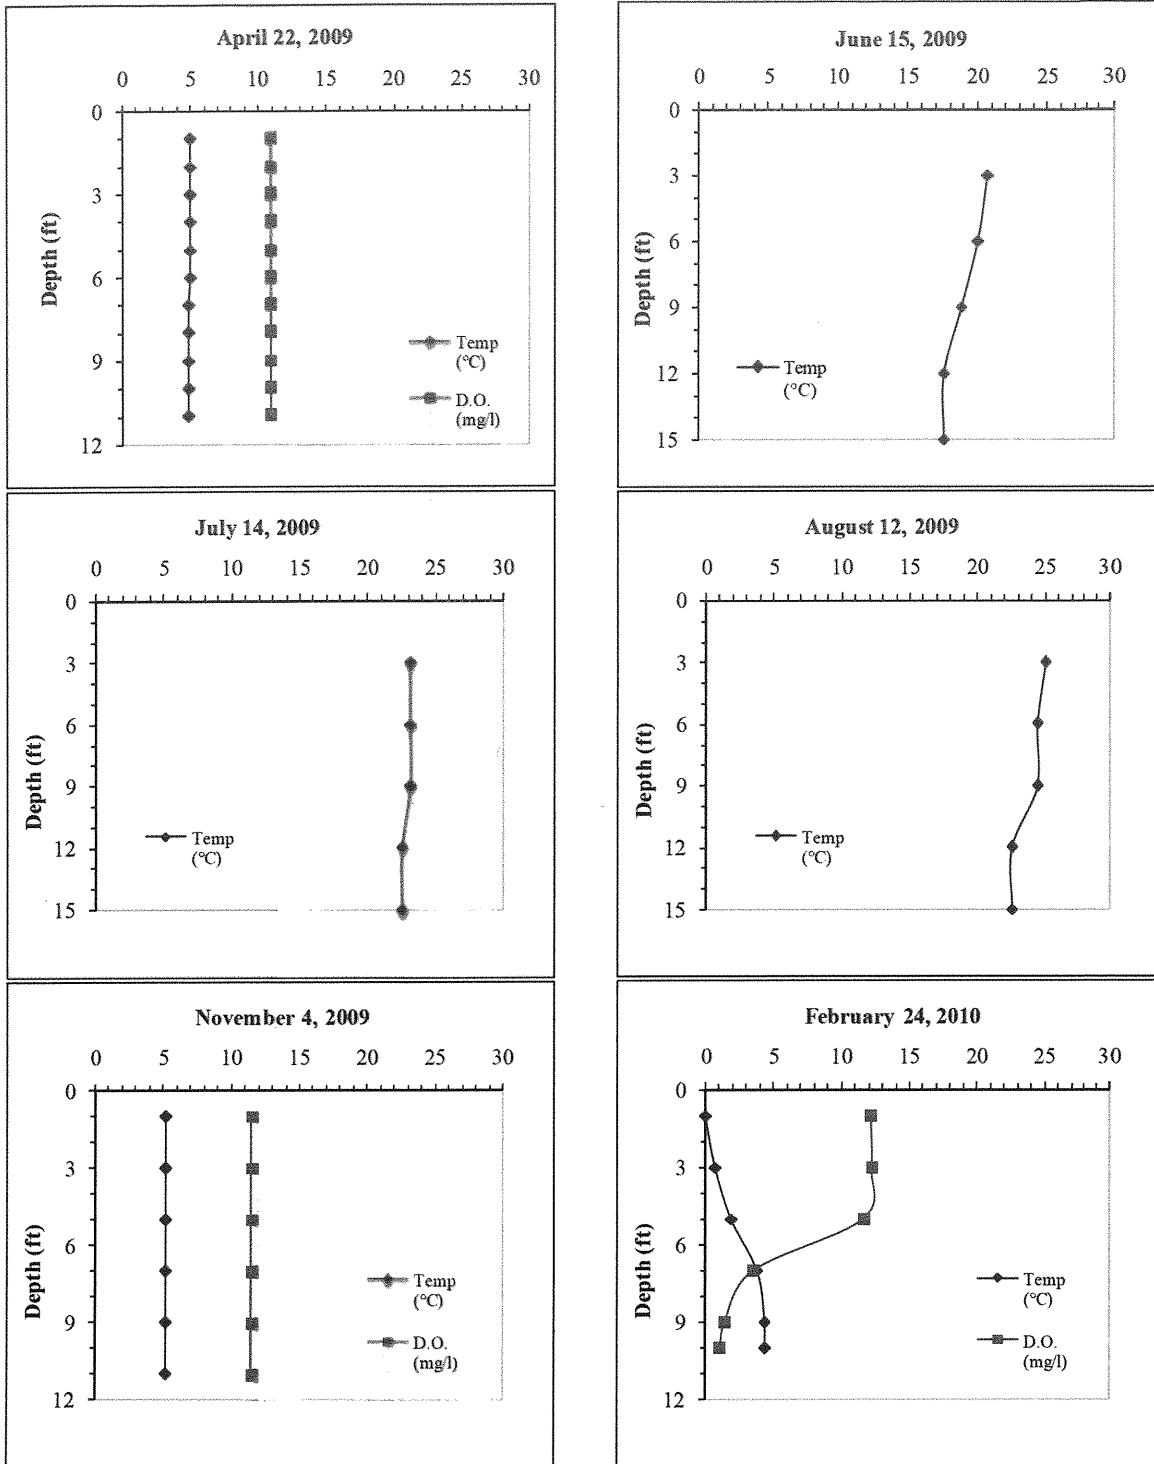 April 22, 2009
0 5 10 15 20 25 30
0
3
6
9
12
Depth (ft)
Temp
(°C)
D.O.
(mg/l)
June 15, 2009
0 5 10 15 20 25 30
0
3
6
9
12
15
Depth (ft)
Temp
(°C)
July 14, 2009
0 5 10 15 20 25 30
0
3
6
9
12
15
Depth (ft)
Temp
(°C)
August 12, 2009
0 5 10 15 20 25 30
0
3
6
9
12
15
Depth (ft)
Temp
(°C)
November 4, 2009
0 5 10 15 20 25 30
0
3
6
9
12
Depth (ft)
Temp
(°C)
D.O.
(mg/l)
February 24, 2010
0 5 10 15 20 25 30
0
3
6
9
12
Depth (ft)
Temp
(°C)
D.O.
(mg/l)